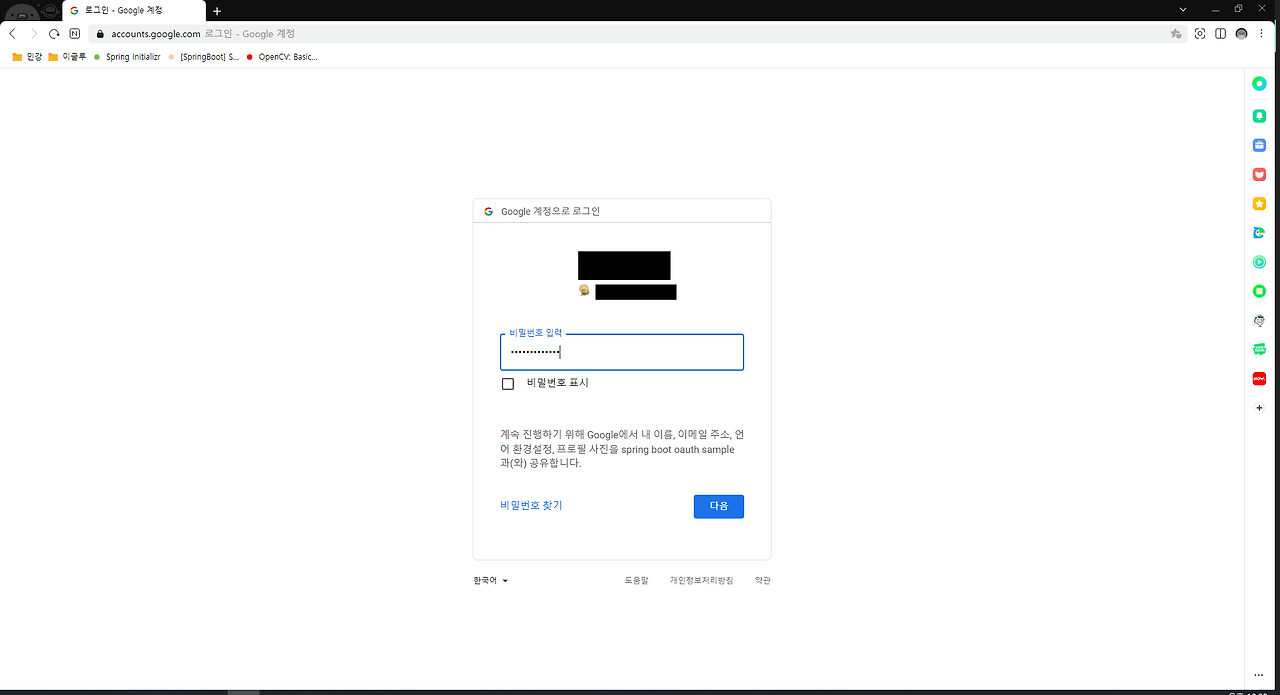 로그인 - Google 계정
accounts.google.com 로그인 - Google 계정
인강 이글루 Spring Initializr [SpringBoot] S... OpenCV: Basic...
Google 계정으로 로그인
비밀번호 입력
비밀번호 표시
계속 진행하기 위해 Google에서 내 이름, 이메일 주소, 언
어 환경설정, 프로필 사진을 spring boot oauth sample
과(와) 공유합니다.
비밀번호 찾기 다음
한국어 도움말 개인정보처리방침 약관